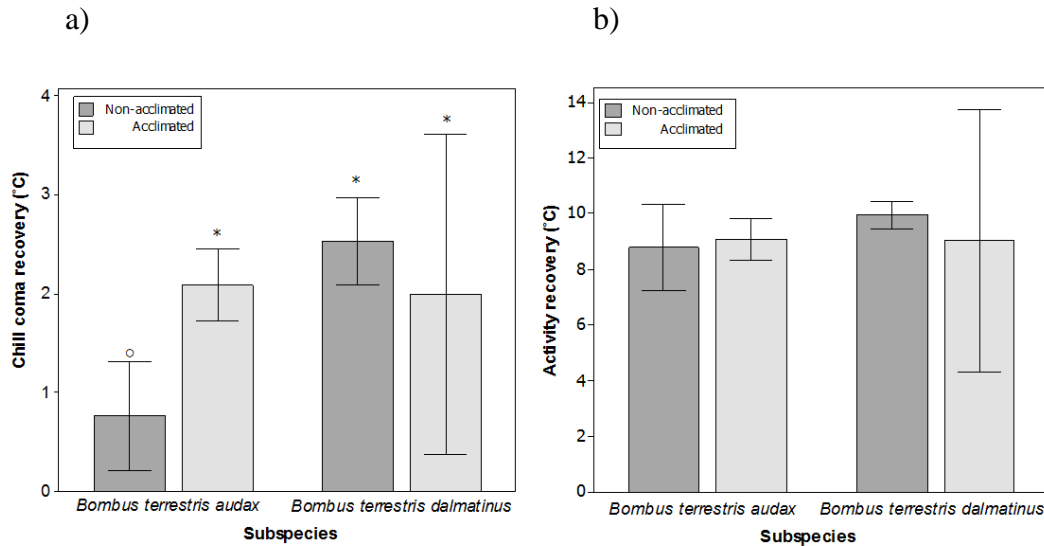 a)
Non-acclimated
Acclimated
Chill coma recovery (˚C)
4
3
2
1
0
○
*
*
*
Bombus terrestris audax
Bombus terrestris dalmatinus
Subspecies
b)
Non-acclimated
Acclimated
Activity recovery (˚C)
14
12
10
8
6
4
2
0
Bombus terrestris audax
Bombus terrestris dalmatinus
Subspecies